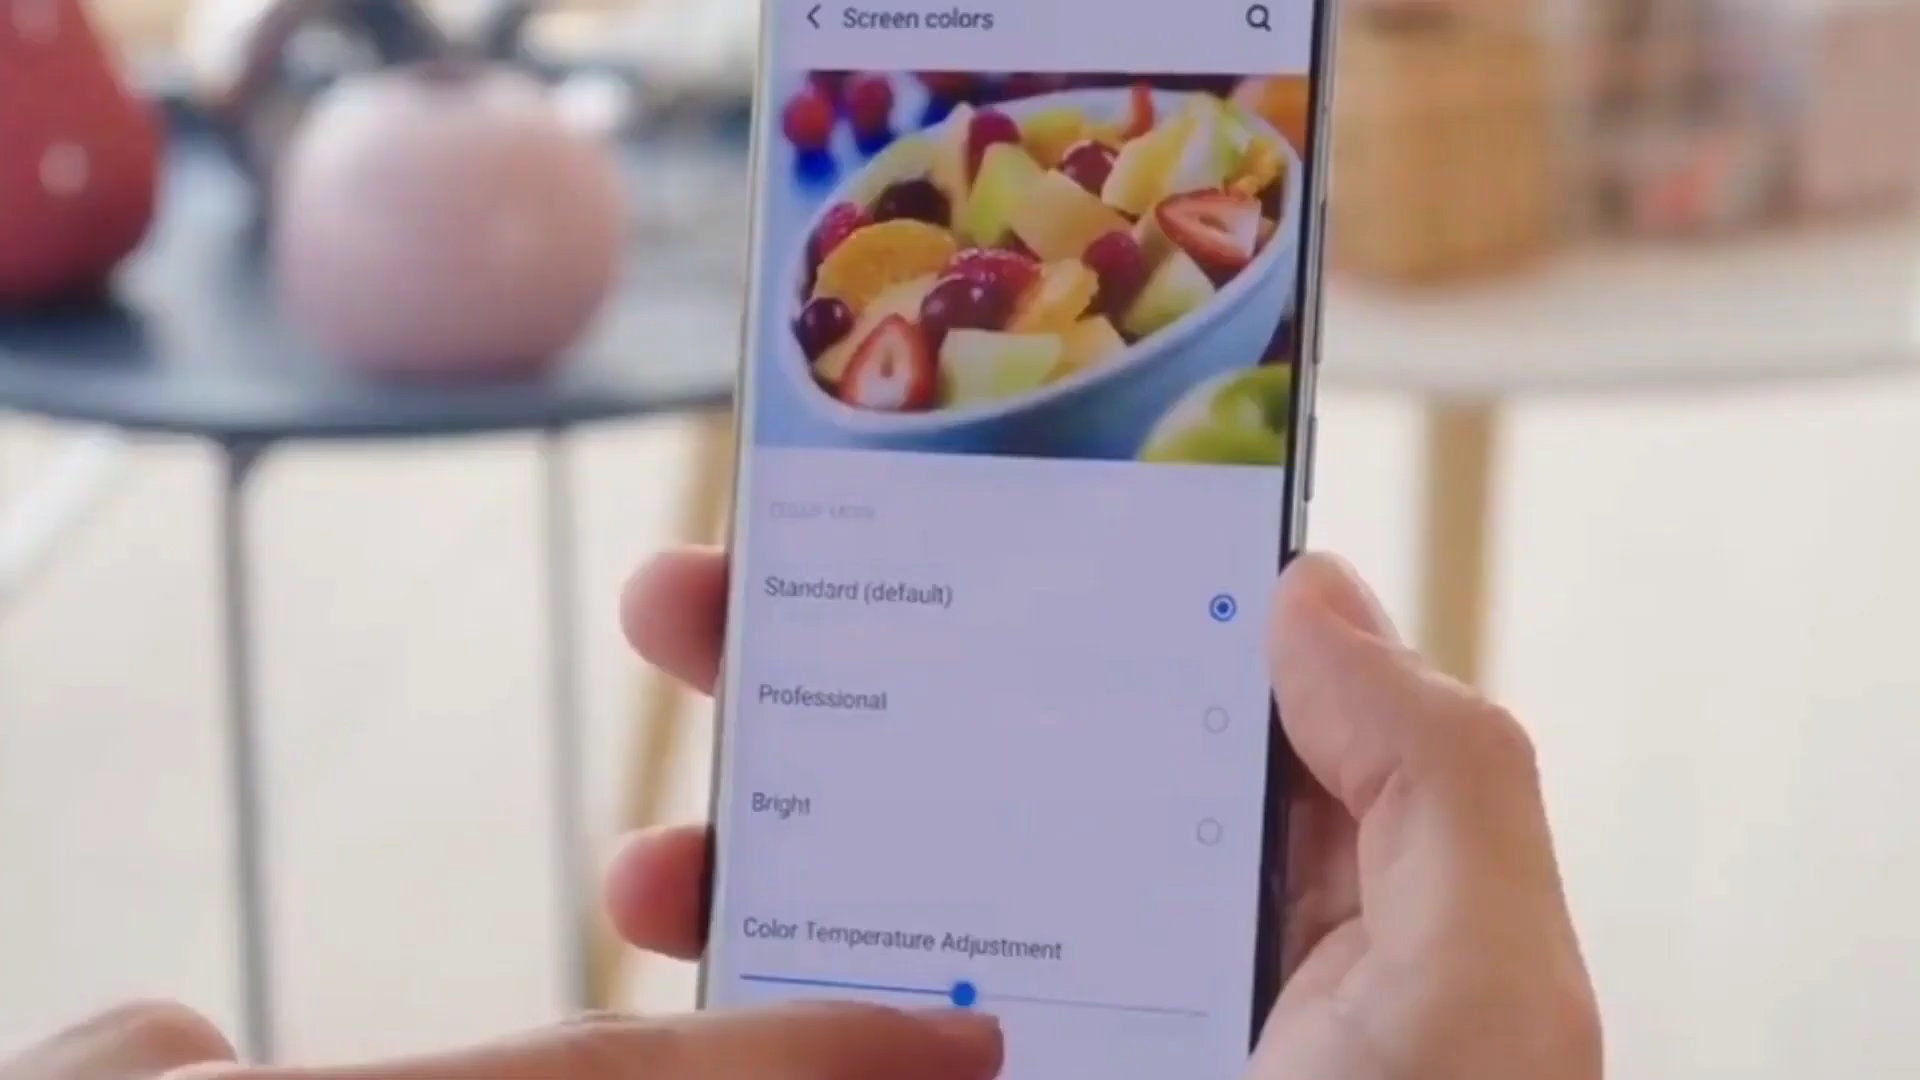 Screen colors
Standard (default)
Professional
Bright
Color Temperature Adjustment